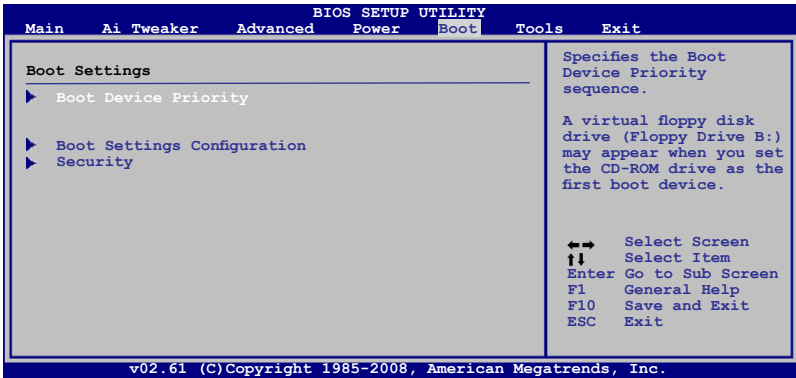 BIOS SETUP UTILITY
Main Ai Tweaker Advanced Power Boot Tools Exit
Boot Settings
Boot Device Priority
Boot Settings Configuration
Security
Specifies the Boot
Device Priority
sequence.
A virtual floppy disk
drive (Floppy Drive B:)
may appear when you set
the CD-ROM drive as the
first boot device.
←→ Select Screen
↑↓ Select Item
Enter Go to Sub Screen
F1 General Help
F10 Save and Exit
ESC Exit
v02.61 (C)Copyright 1985-2008, American Megatrends, Inc.